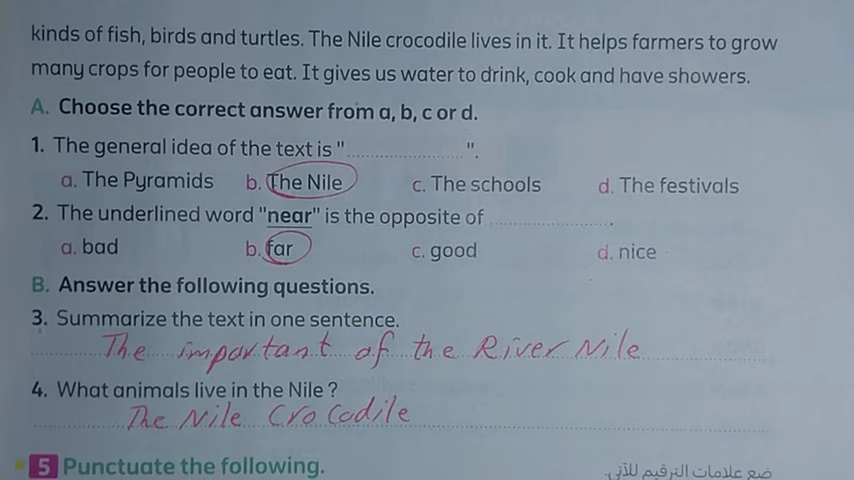 kinds of fish, birds and turtles. The Nile crocodile lives in it. It helps farmers to grow
many crops for people to eat. It gives us water to drink, cook and have showers.
A. Choose the correct answer from a, b, c or d.
1. The general idea of the text is "....................".
a. The Pyramids b. The Nile c. The schools d. The festivals
2. The underlined word "near" is the opposite of ....................
a. bad b. far c. good d. nice
B. Answer the following questions.
3. Summarize the text in one sentence.
The important of the River Nile
4. What animals live in the Nile ?
The Nile Crocodile
5 Punctuate the following. ضع علامات الترقيم للآتي.